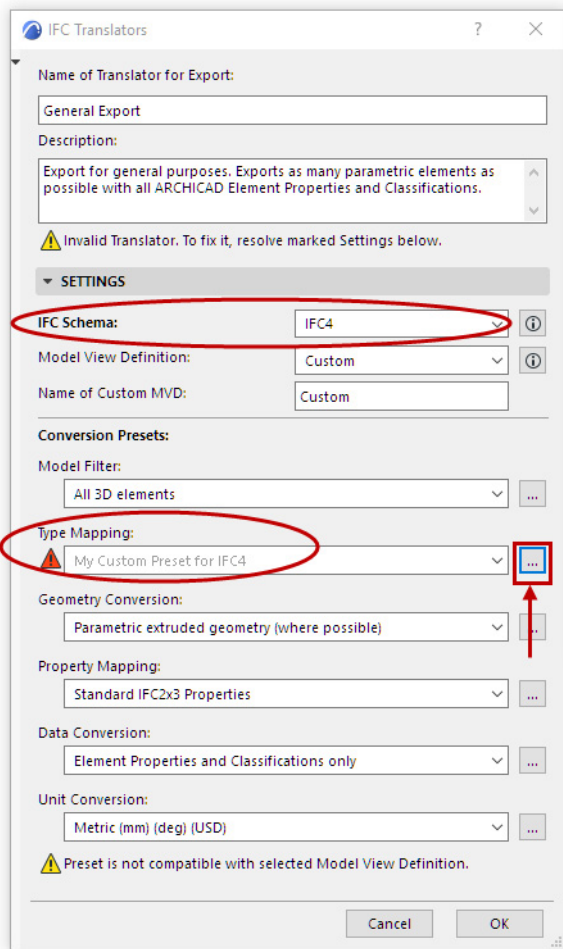 IFC Translators
?
Name of Translator for Export:
General Export
Description:
Export for general purposes. Exports as many parametric elements as
possible with all ARCHICAD Element Properties and Classifications.
Invalid Translator. To fix it, resolve marked Settings below.
SETTINGS
IFC Schema:
IFC4
Model View Definition:
Custom
Name of Custom MVD:
Custom
Conversion Presets:
Model Filter:
All 3D elements
...
Type Mapping:
My Custom Preset for IFC4
...
Geometry Conversion:
Parametric extruded geometry (where possible)
...
Property Mapping:
Standard IFC2x3 Properties
...
Data Conversion:
Element Properties and Classifications only
...
Unit Conversion:
Metric (mm) (deg) (USD)
...
Preset is not compatible with selected Model View Definition.
Cancel
OK